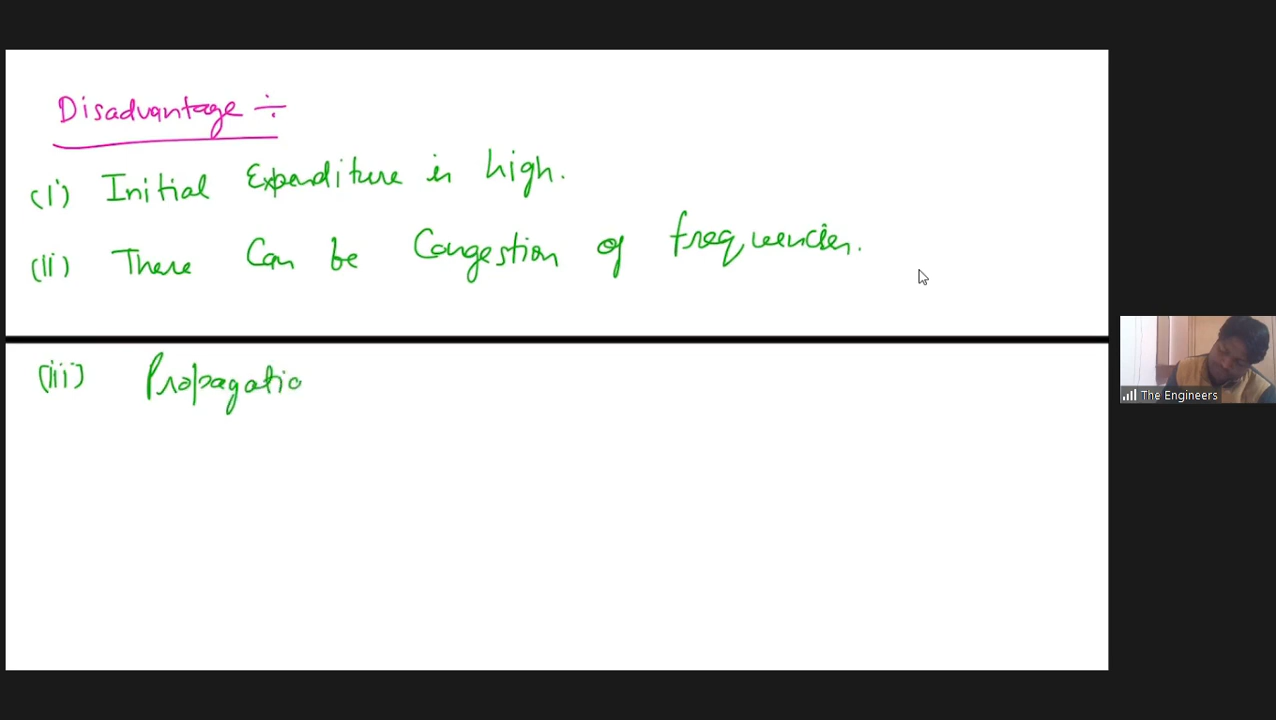 Disadvantage ÷
(i) Initial Expenditure is high.
(ii) There Can be Congestion of frequencies.
(iii) Propagatio
The Engineers